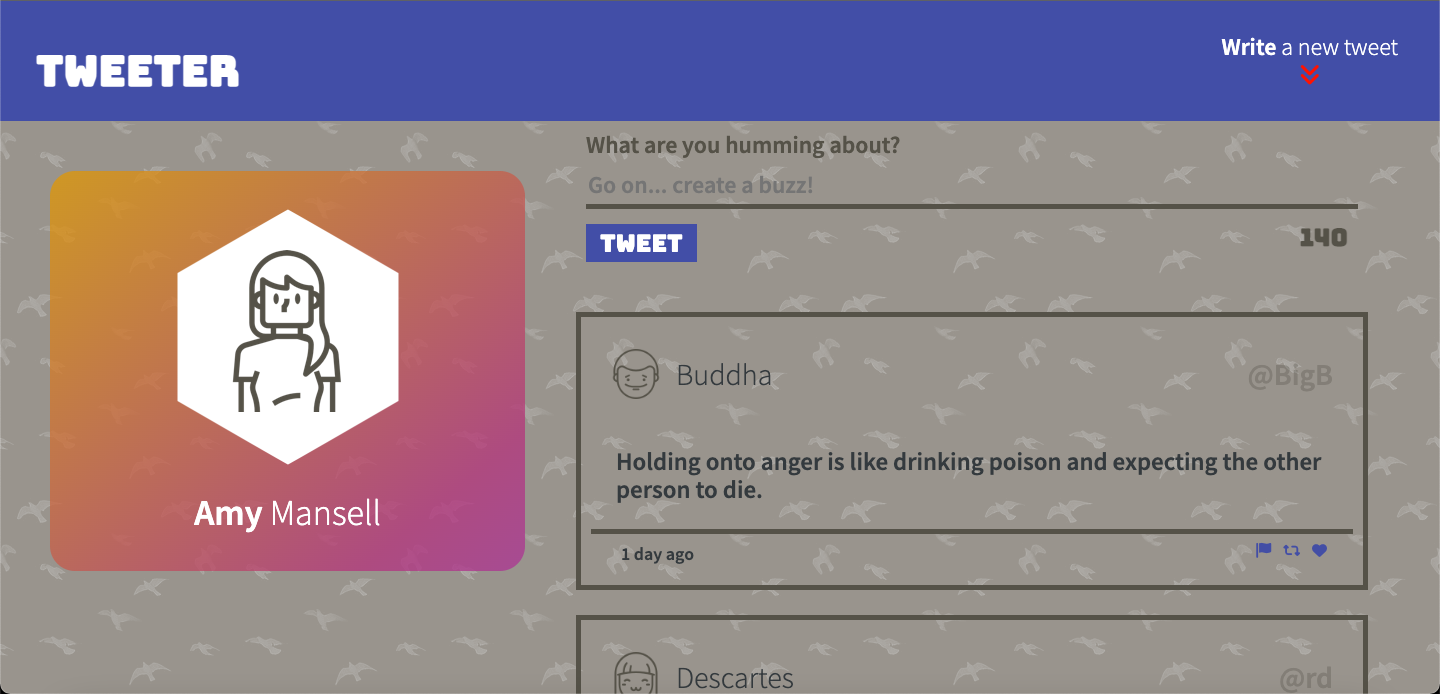 TWEETER
Write a new tweet
Amy Mansell
What are you humming about?
Go on... create a buzz!
TWEET
140
Buddha
@BigB
Holding onto anger is like drinking poison and expecting the other
person to die.
1 day ago
Descartes
@rd